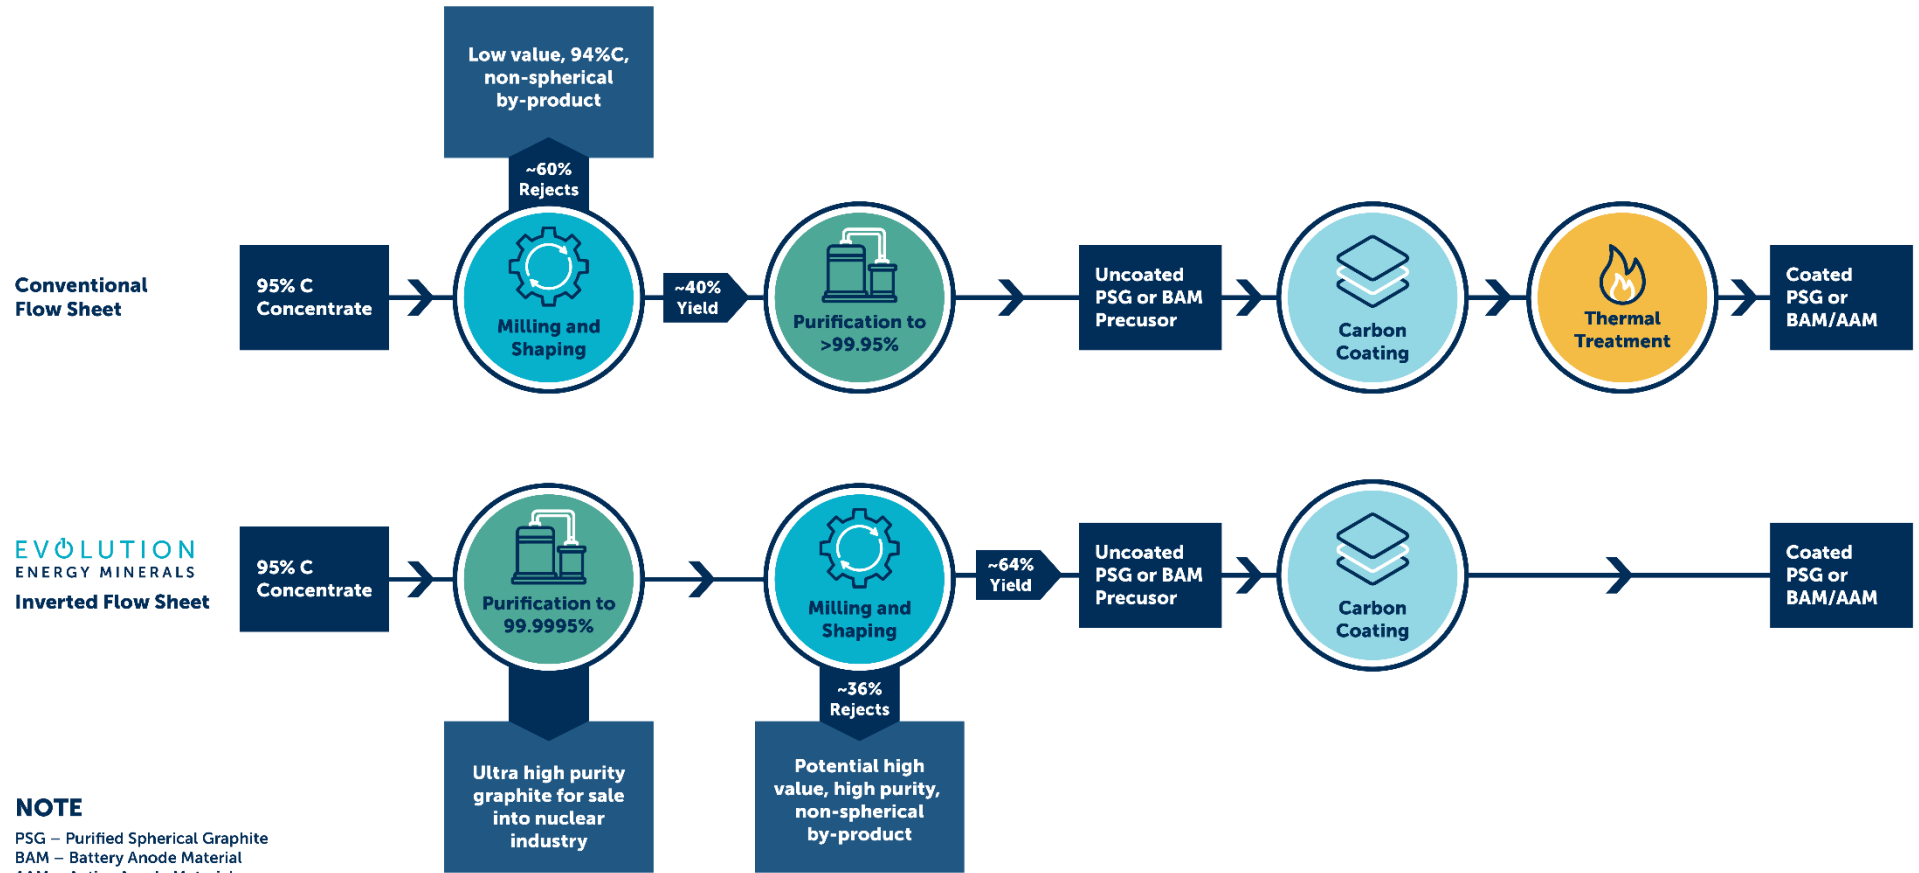 Low value, 94%C,
non-spherical
by-product
~60%
Rejects
Conventional
Flow Sheet
95% C
Concentrate
Milling and
Shaping
~40%
Yield
Purification to
>99.95%
Uncoated
PSG or BAM
Precusor
Carbon
Coating
Thermal
Treatment
Coated
PSG or
BAM/AAM
EVOLUTION
ENERGY MINERALS
Inverted Flow Sheet
95% C
Concentrate
Purification to
99.9995%
Milling and
Shaping
~64%
Yield
Uncoated
PSG or BAM
Precusor
Carbon
Coating
Coated
PSG or
BAM/AAM
~36%
Rejects
Ultra high purity
graphite for sale
into nuclear
industry
Potential high
value, high purity,
non-spherical
by-product
NOTE
PSG – Purified Spherical Graphite
BAM – Battery Anode Material